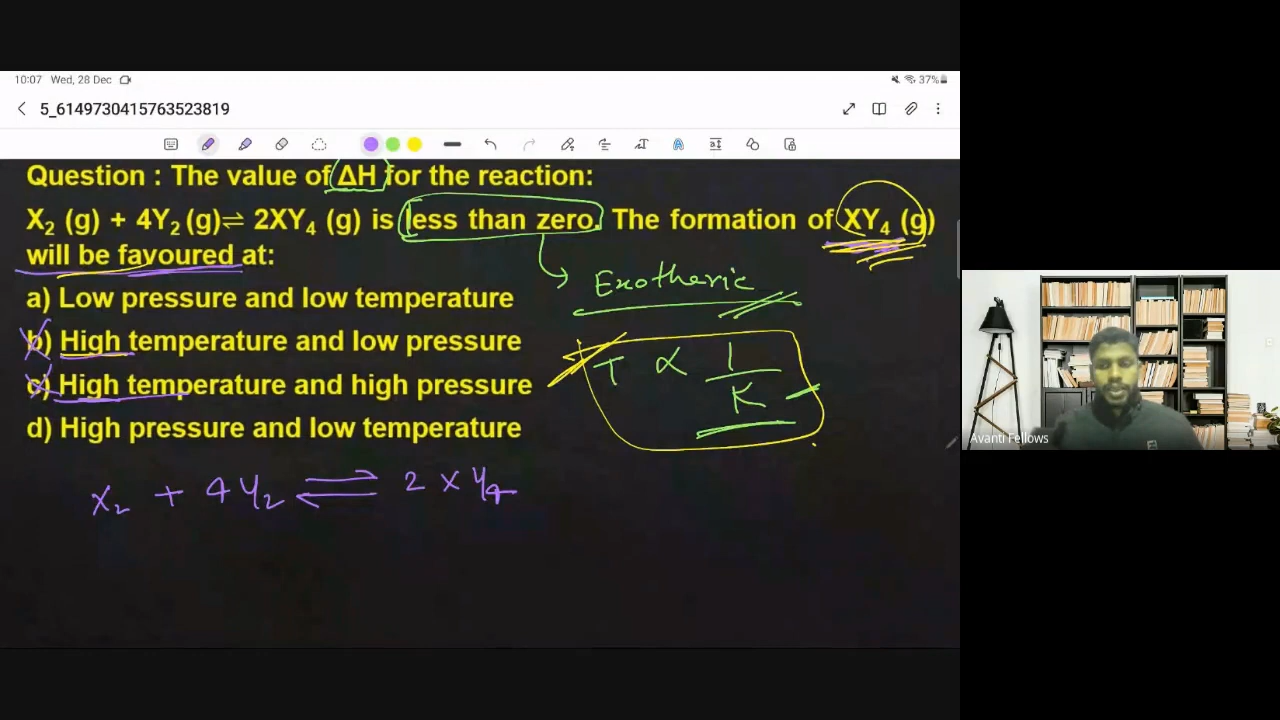 10:07 Wed, 28 Dec
37%
5_6149730415763523819
Question : The value of ΔH for the reaction:
X₂ (g) + 4Y₂ (g)⇌ 2XY₄ (g) is less than zero. The formation of XY₄ (g)
will be favoured at:
Exotheric
a) Low pressure and low temperature
b) High temperature and low pressure
c) High temperature and high pressure
d) High pressure and low temperature
T ∝ 1/K
X₂ + 4Y₂ ⇌ 2XY₄
Avanti Fellows